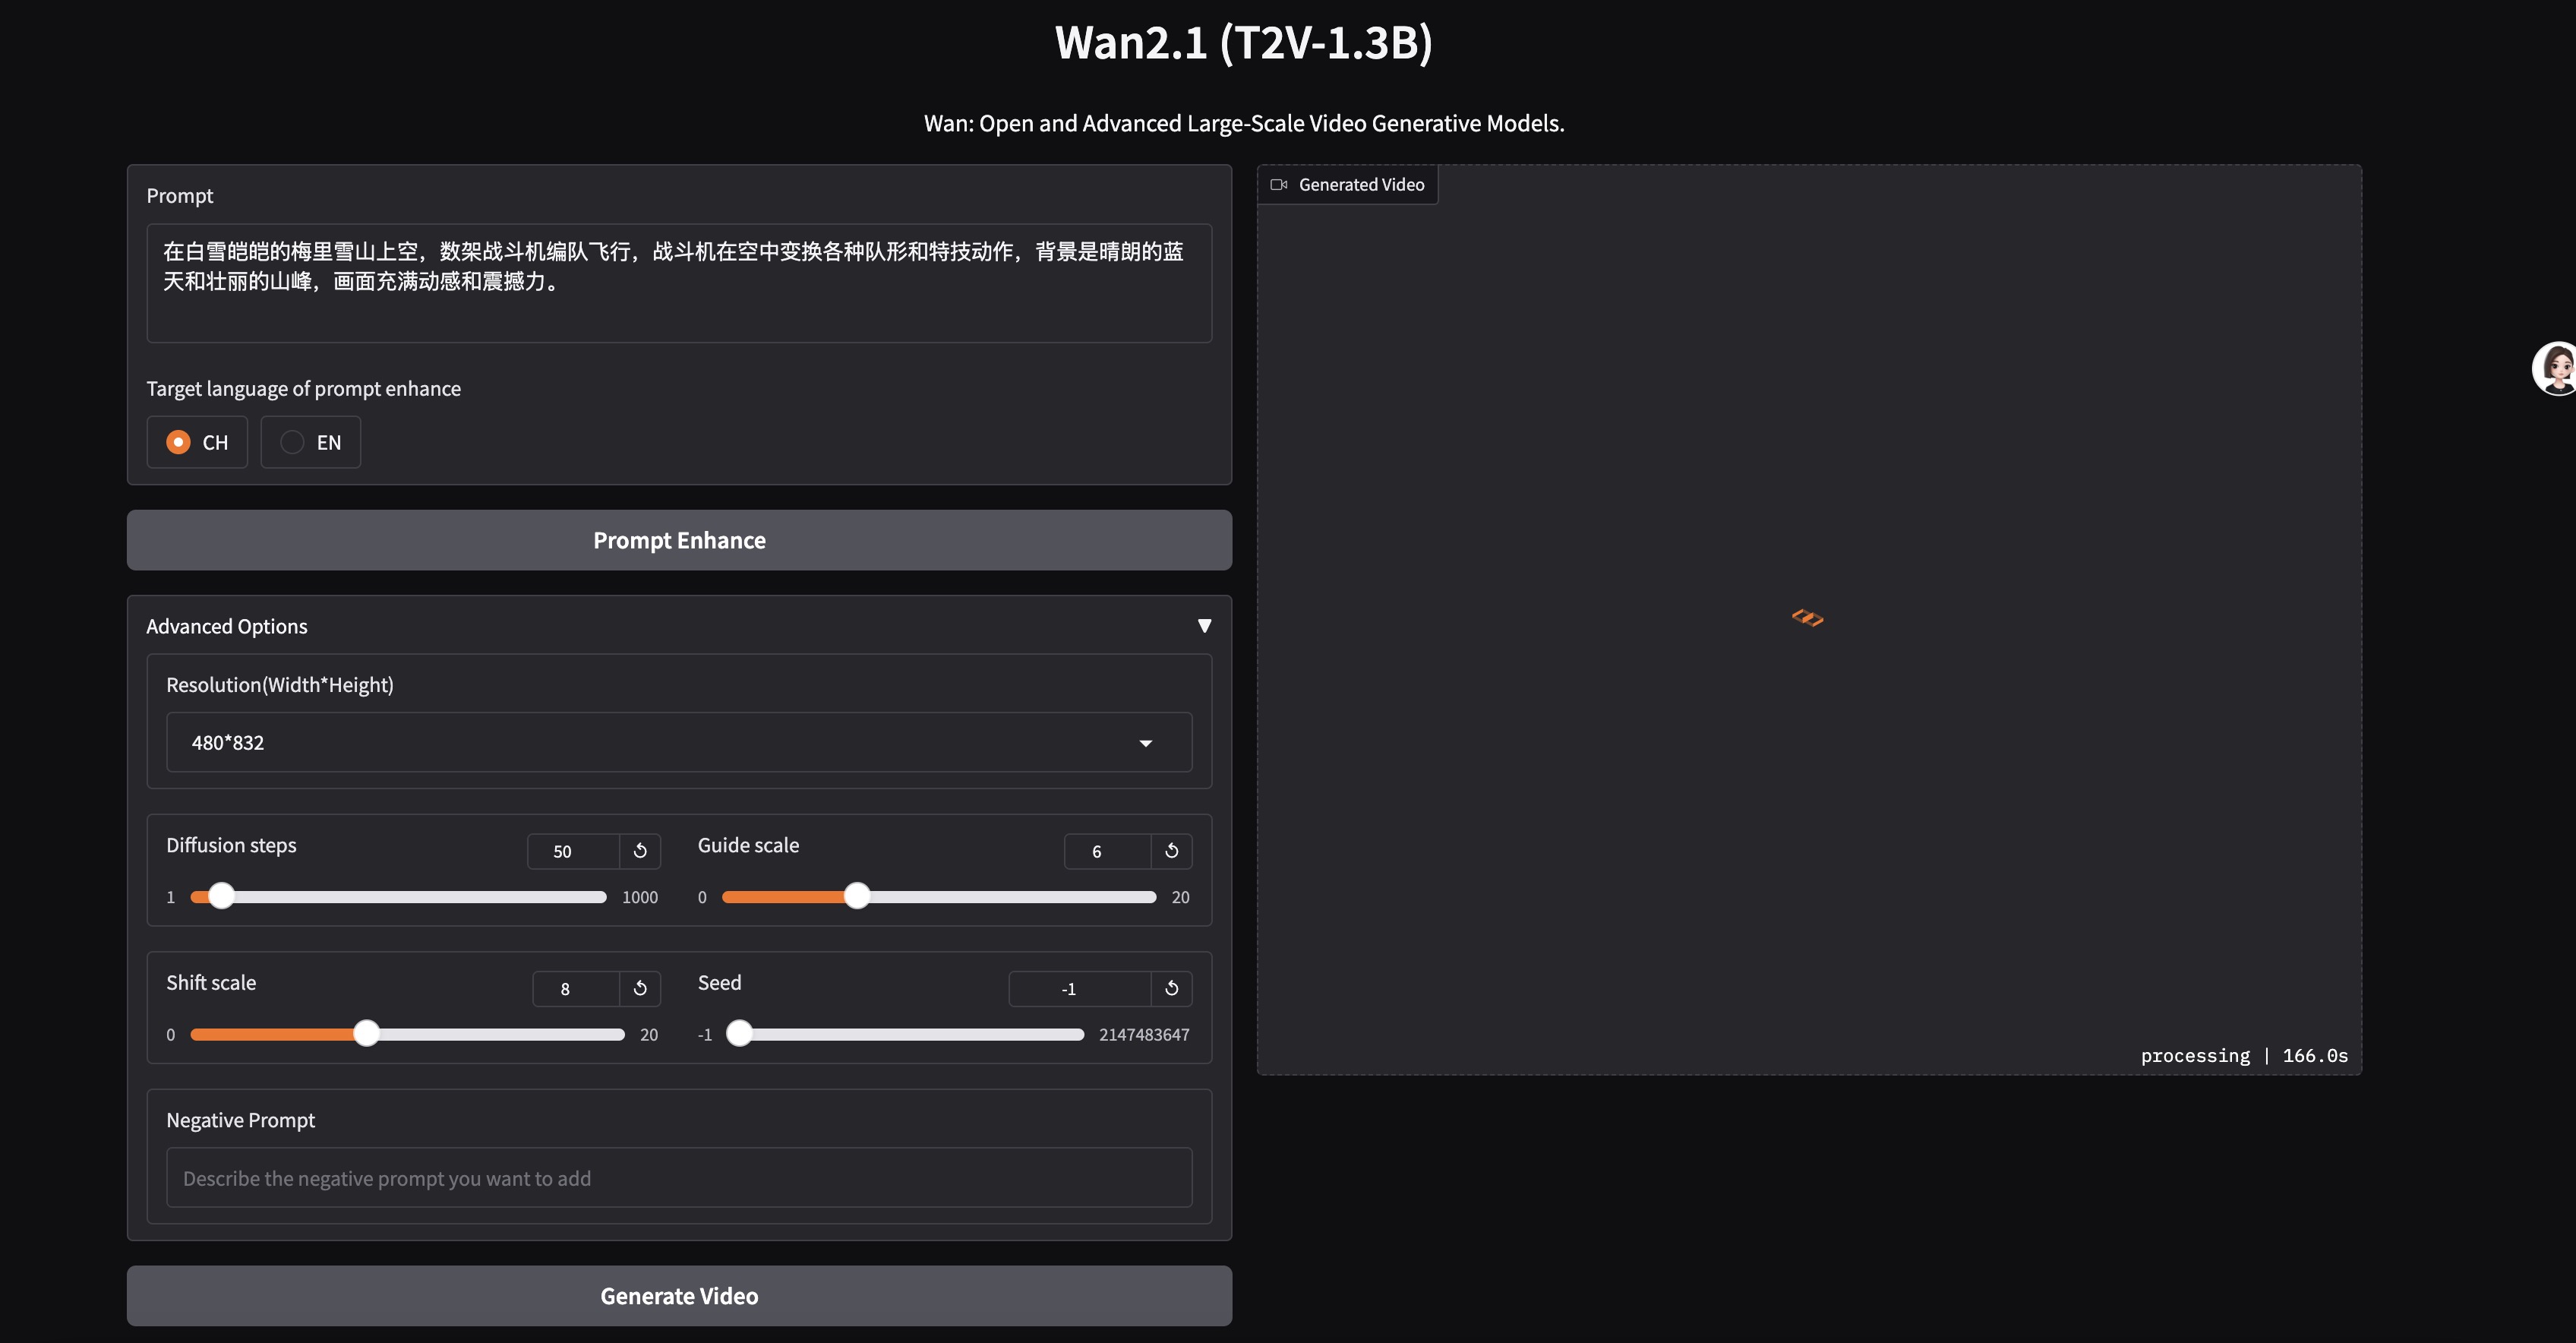 Wan2.1 (T2V-1.3B)
Wan: Open and Advanced Large-Scale Video Generative Models.
Prompt
在白雪皑皑的梅里雪山上空，数架战斗机编队飞行，战斗机在空中变换各种队形和特技动作，背景是晴朗的蓝
天和壮丽的山峰，画面充满动感和震撼力。
Target language of prompt enhance
CH EN
Prompt Enhance
Advanced Options ▼
Resolution(Width*Height)
480*832
Diffusion steps 50
1 1000
Guide scale 6
0 20
Shift scale 8
0 20
Seed -1
-1 2147483647
Negative Prompt
Describe the negative prompt you want to add
Generate Video
Generated Video
processing | 166.0s